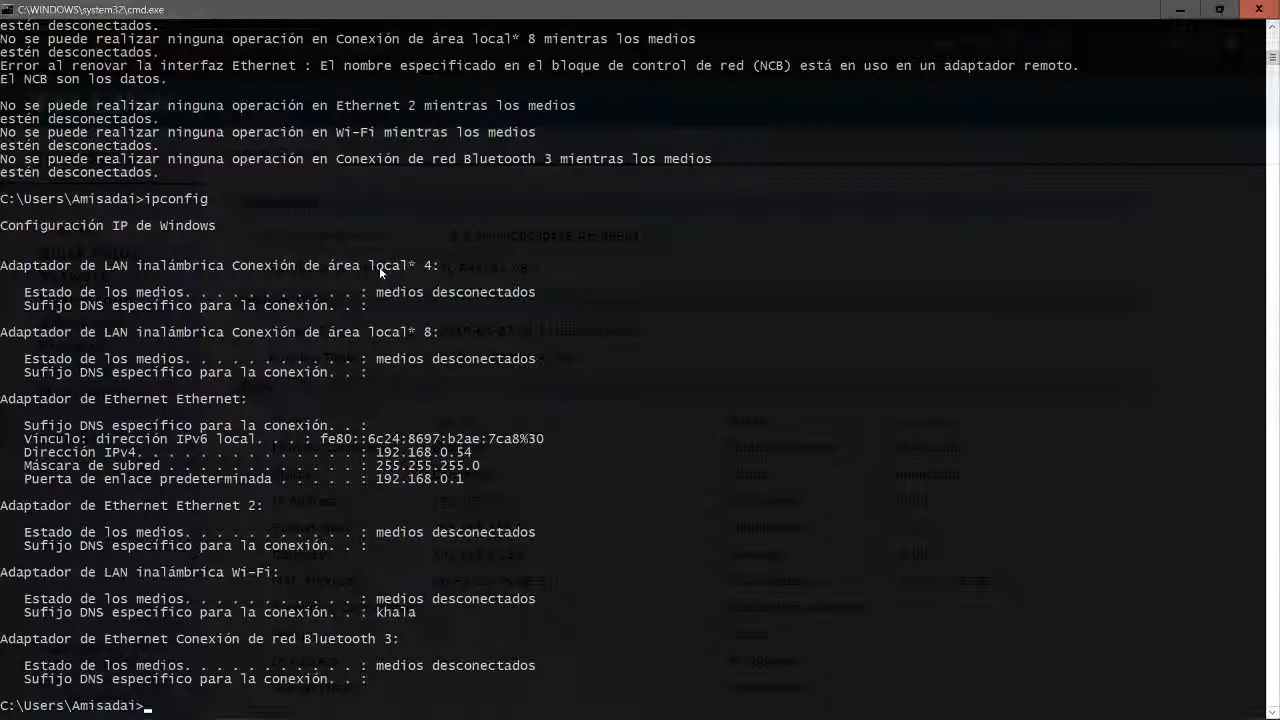 C:\WINDOWS\system32\cmd.exe
estén desconectados.
No se puede realizar ninguna operación en Conexión de área local* 8 mientras los medios
estén desconectados.
Error al renovar la interfaz Ethernet : El nombre especificado en el bloque de control de red (NCB) está en uso en un adaptador remoto.
El NCB son los datos.
No se puede realizar ninguna operación en Ethernet 2 mientras los medios
estén desconectados.
No se puede realizar ninguna operación en Wi-Fi mientras los medios
estén desconectados.
No se puede realizar ninguna operación en Conexión de red Bluetooth 3 mientras los medios
estén desconectados.
C:\Users\Amisadai>ipconfig
Configuración IP de Windows
Adaptador de LAN inalámbrica Conexión de área local* 4:
Estado de los medios. . . . . . . . . . . : medios desconectados
Sufijo DNS específico para la conexión. . :
Adaptador de LAN inalámbrica Conexión de área local* 8:
Estado de los medios. . . . . . . . . . . : medios desconectados
Sufijo DNS específico para la conexión. . :
Adaptador de Ethernet Ethernet:
Sufijo DNS específico para la conexión. . :
Vínculo: dirección IPv6 local. . . : fe80::6c24:8697:b2ae:7ca8%30
Dirección IPv4. . . . . . . . . . . . . . : 192.168.0.54
Máscara de subred . . . . . . . . . . . . : 255.255.255.0
Puerta de enlace predeterminada . . . . . : 192.168.0.1
Adaptador de Ethernet Ethernet 2:
Estado de los medios. . . . . . . . . . . : medios desconectados
Sufijo DNS específico para la conexión. . :
Adaptador de LAN inalámbrica Wi-Fi:
Estado de los medios. . . . . . . . . . . : medios desconectados
Sufijo DNS específico para la conexión. . : khala
Adaptador de Ethernet Conexión de red Bluetooth 3:
Estado de los medios. . . . . . . . . . . : medios desconectados
Sufijo DNS específico para la conexión. . :
C:\Users\Amisadai>